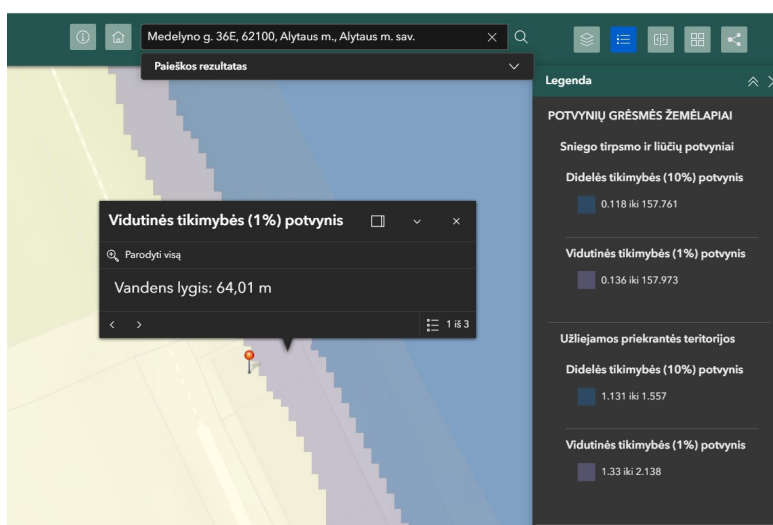 Medelyno g. 36E, 62100, Alytaus m., Alytaus m. sav.
Paieškos rezultatas
Legenda
POTVYNIŲ GRĖSMĖS ŽEMĖLAPIAI
Sniego tirpsmo ir liūčių potvyniai
Didelės tikimybės (10%) potvynis
0.118 iki 157.761
Vidutinės tikimybės (1%) potvynis
0.136 iki 157.973
Užliejamos priekrantės teritorijos
Didelės tikimybės (10%) potvynis
1.131 iki 1.557
Vidutinės tikimybės (1%) potvynis
1.33 iki 2.138
Vidutinės tikimybės (1%) potvynis
Parodyti visą
Vandens lygis: 64,01 m
1 iš 3